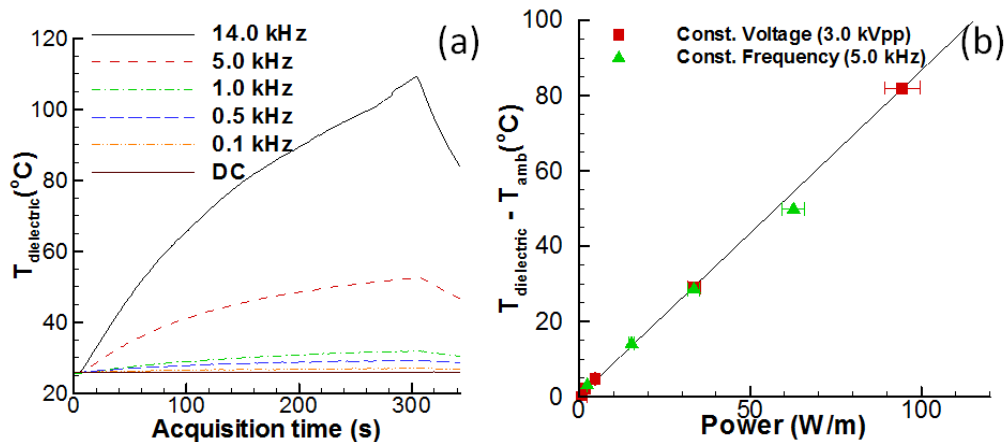 (a)
14.0 kHz
5.0 kHz
1.0 kHz
0.5 kHz
0.1 kHz
DC
120
100
80
60
40
20
0
100
200
300
T_dielectric(°C)
Acquisition time (s)
(b)
Const. Voltage (3.0 kVpp)
Const. Frequency (5.0 kHz)
100
80
60
40
20
0
0
50
100
T_dielectric - T_amb(°C)
Power (W/m)